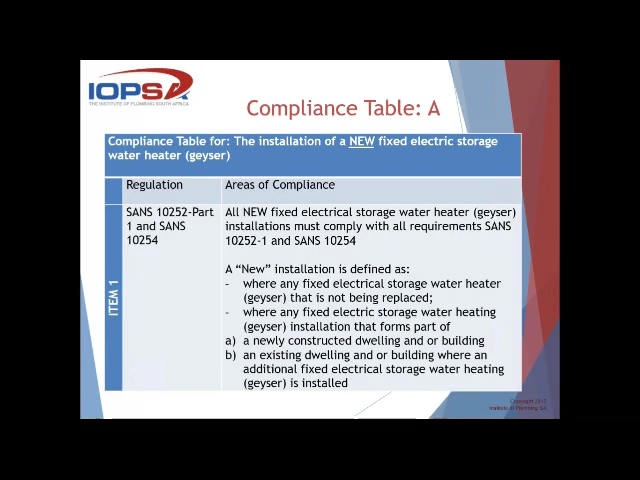 IOPSA
THE INSTITUTE OF PLUMBING SOUTH AFRICA
Compliance Table: A
Compliance Table for: The installation of a NEW fixed electric storage
water heater (geyser)
Regulation
Areas of Compliance
ITEM 1
SANS 10252-Part
1 and SANS
10254
All NEW fixed electrical storage water heater (geyser)
installations must comply with all requirements SANS
10252-1 and SANS 10254
A “New” installation is defined as:
- where any fixed electrical storage water heater
(geyser) that is not being replaced;
- where any fixed electric storage water heating
(geyser) installation that forms part of
a) a newly constructed dwelling and or building
b) an existing dwelling and or building where an
additional fixed electrical storage water heating
(geyser) is installed
Copyright
Institute of Plumbing SA